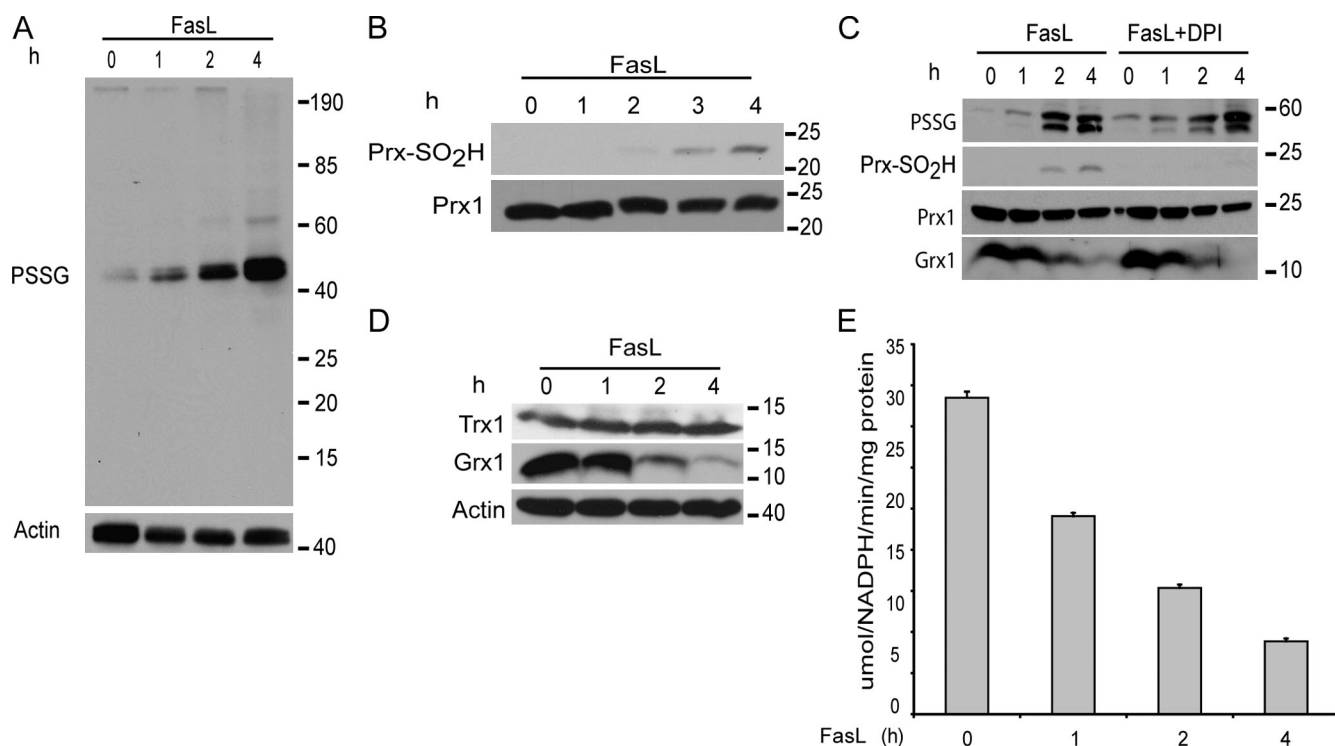 A
FasL
h 0 1 2 4
190
85
60
PSSG
40
25
20
15
Actin
40
B
FasL
h 0 1 2 3 4
Prx-SO2H
25
20
Prx1
25
20
C
FasL FasL+DPI
h 0 1 2 4 0 1 2 4
PSSG
60
Prx-SO2H
25
Prx1
25
Grx1
10
D
FasL
h 0 1 2 4
Trx1
15
Grx1
15
10
Actin
40
E
umol/NADPH/min/mg protein
35
30
20
15
10
5
0
0 1 2 4
FasL (h)